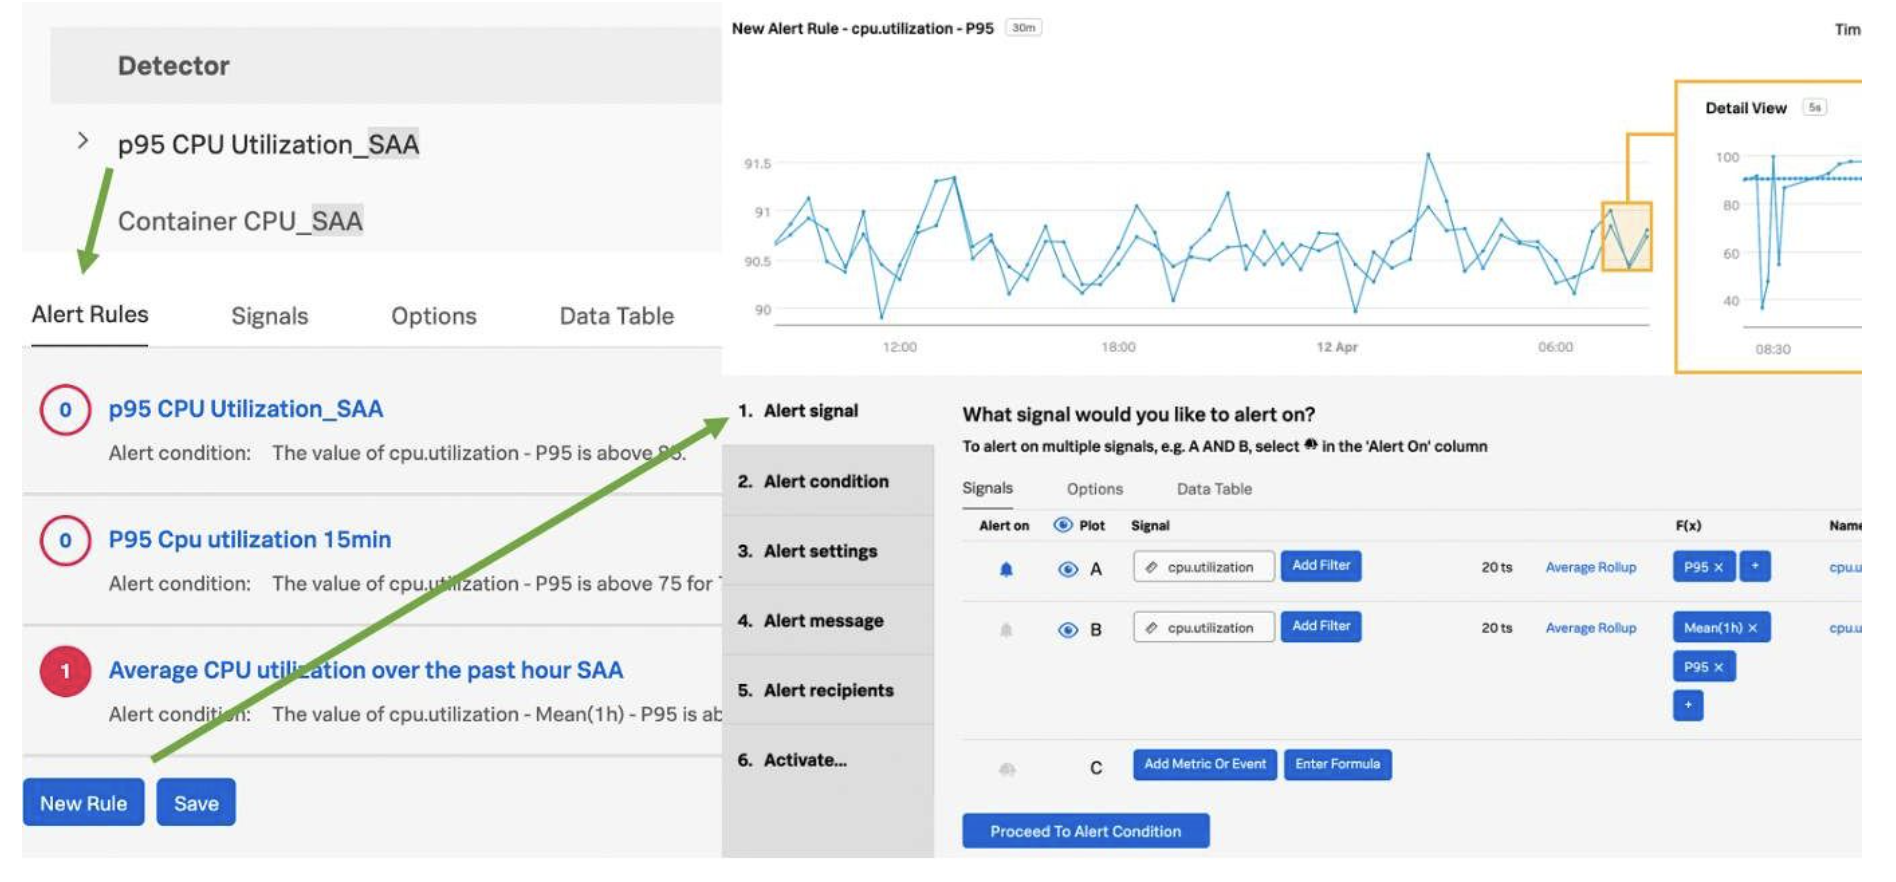 Detector
p95 CPU Utilization_SAA
Container CPU_SAA
Alert Rules Signals Options Data Table
0 p95 CPU Utilization_SAA
Alert condition: The value of cpu.utilization - P95 is above
0 P95 Cpu utilization 15min
Alert condition: The value of cpu.utilization - P95 is above 75 for
1 Average CPU utilization over the past hour SAA
Alert condition: The value of cpu.utilization - Mean(1h) - P95 is ab
New Rule Save
New Alert Rule - cpu.utilization - P95 30m
Tim
91.5
91
90.5
90
12:00 18:00 12 Apr 06:00
Detail View 5s
100
80
60
40
08:30
1. Alert signal
2. Alert condition
3. Alert settings
4. Alert message
5. Alert recipients
6. Activate...
What signal would you like to alert on?
To alert on multiple signals, e.g. A AND B, select in the 'Alert On' column
Signals Options Data Table
Alert on Plot Signal F(x) Name
A cpu.utilization Add Filter 20 ts Average Rollup P95 × + cpu.u
B cpu.utilization Add Filter 20 ts Average Rollup Mean(1h) × cpu.u
P95 ×
+
C Add Metric Or Event Enter Formula
Proceed To Alert Condition